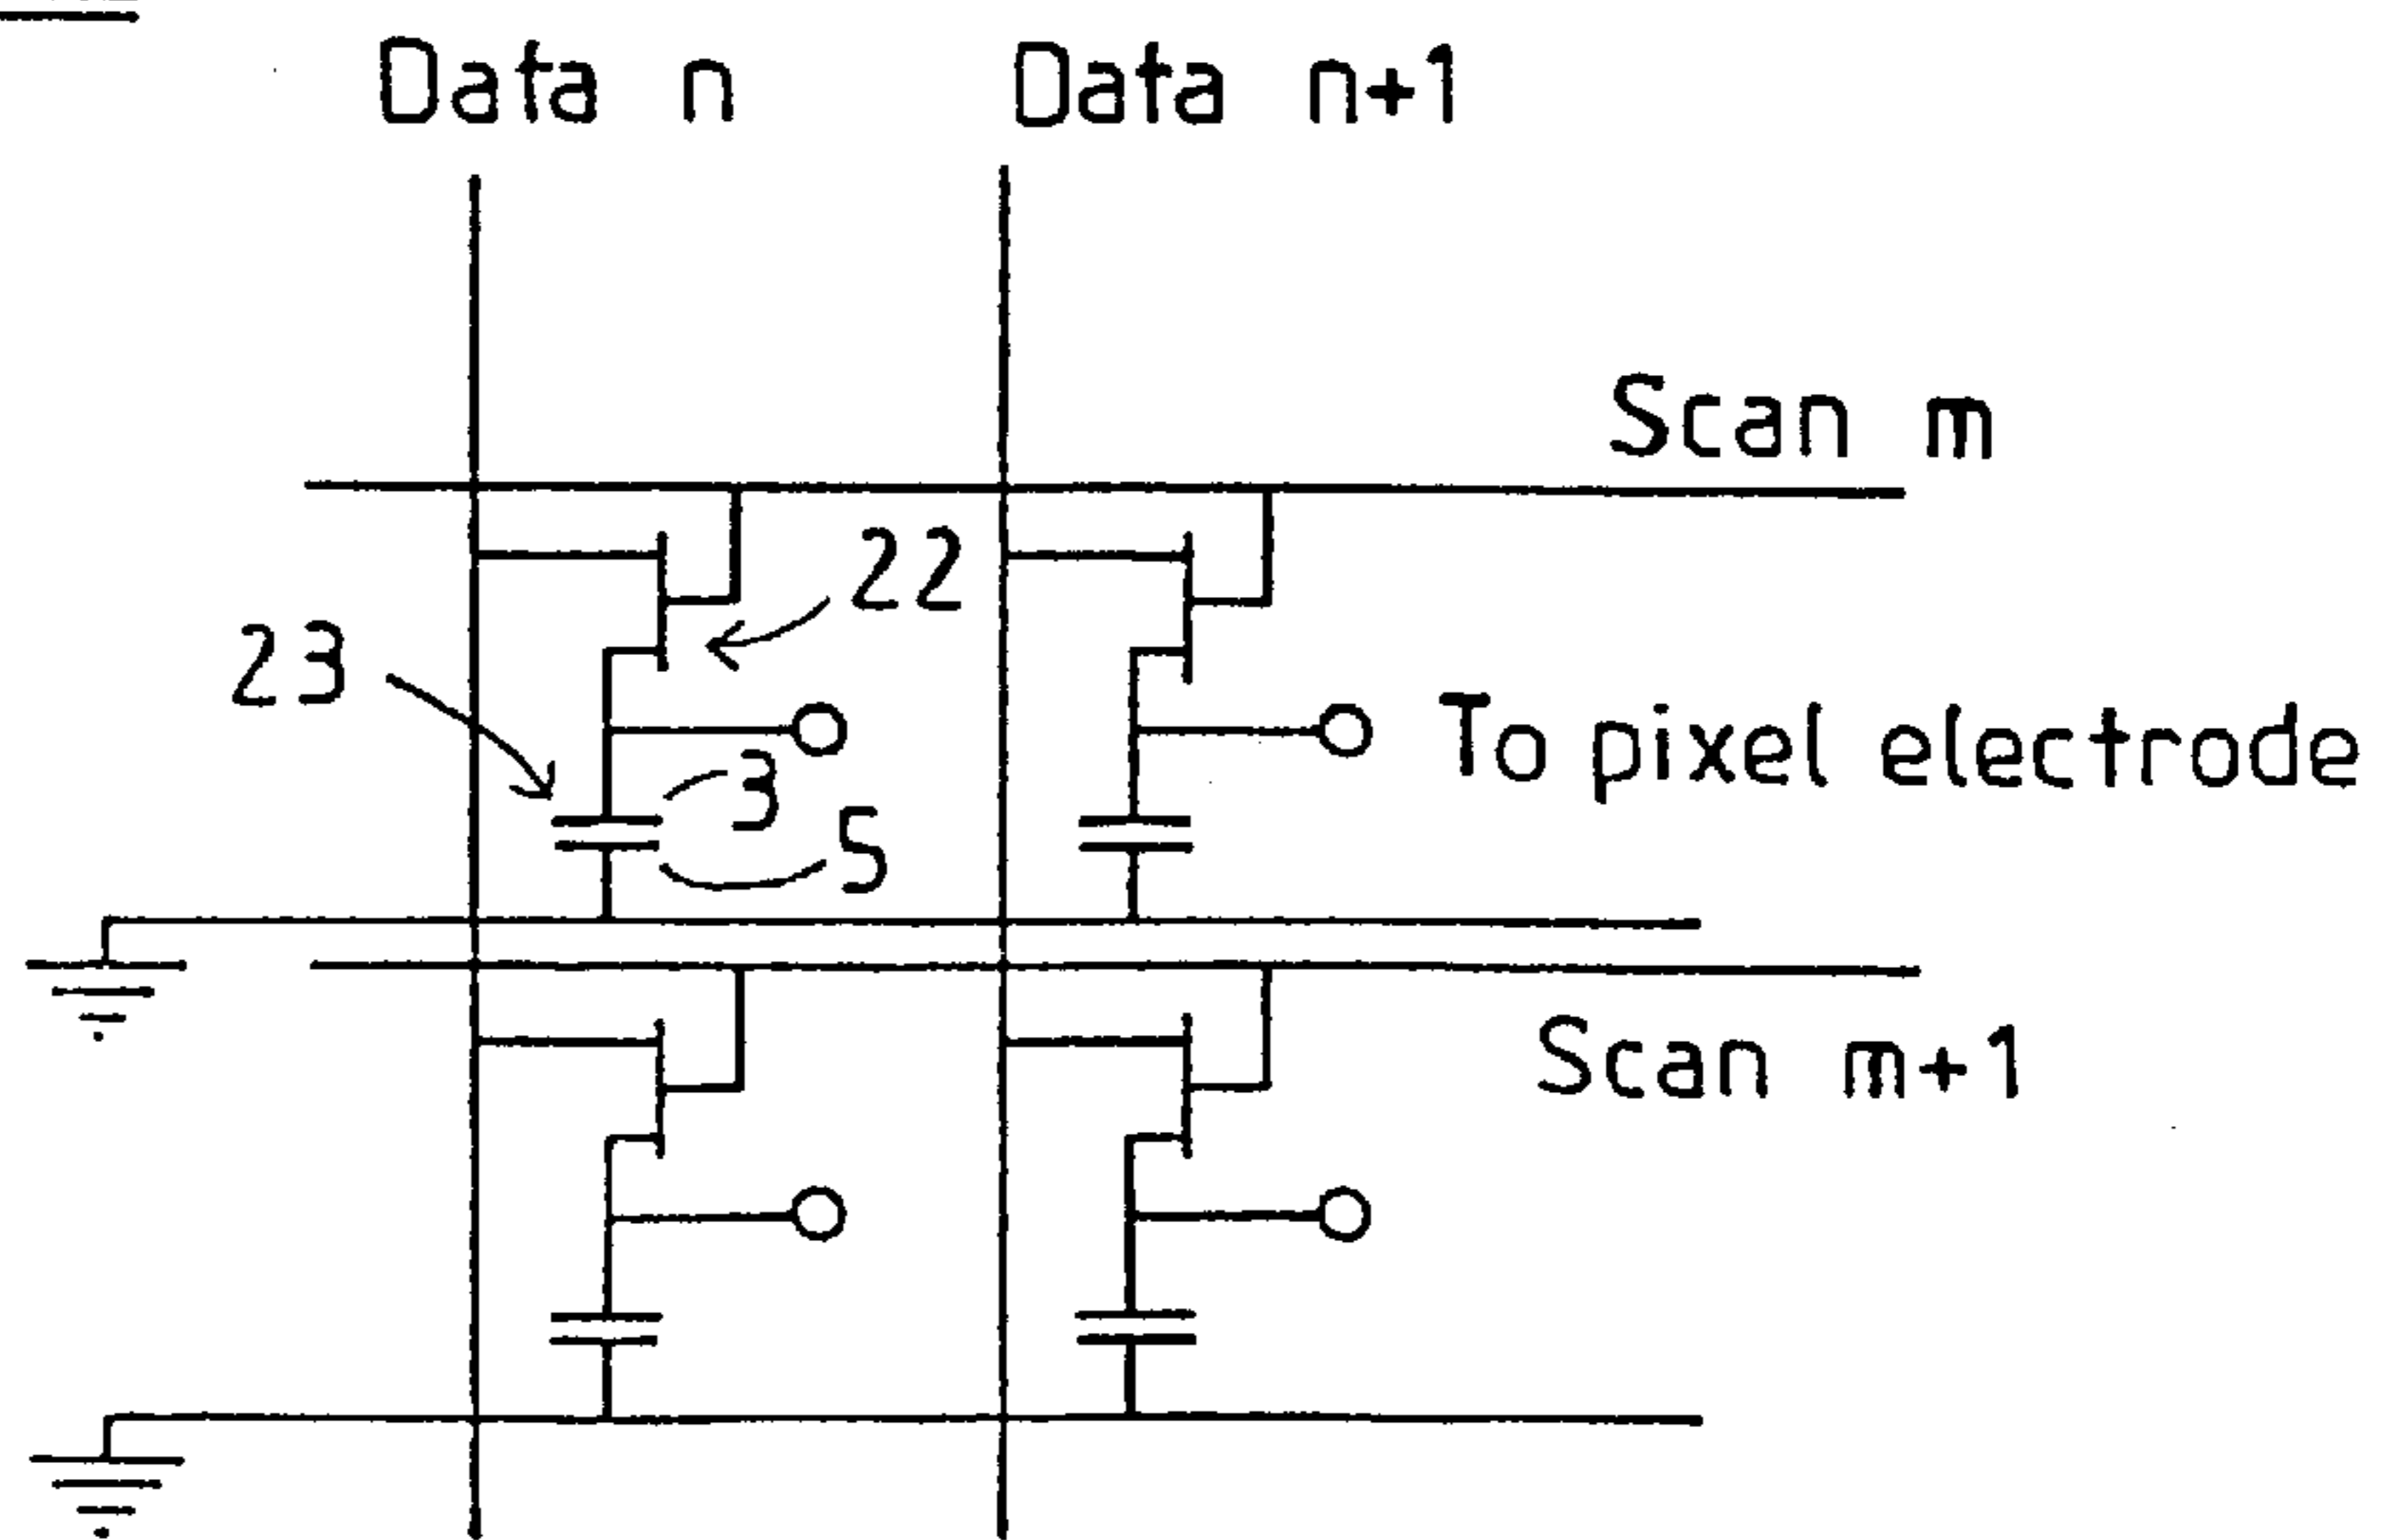 Data n
Data n+1
Scan m
22
23
To pixel electrode
3
5
Scan m+1